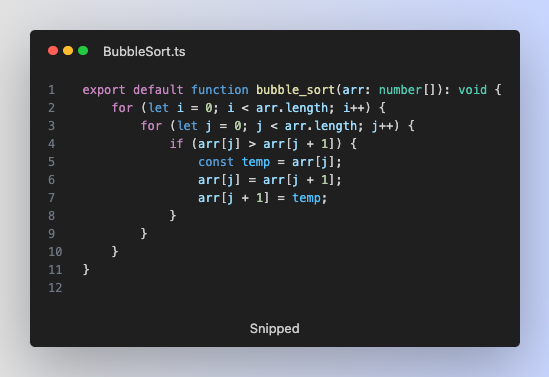 BubbleSort.ts
1 export default function bubble_sort(arr: number[]): void {
2     for (let i = 0; i < arr.length; i++) {
3         for (let j = 0; j < arr.length; j++) {
4             if (arr[j] > arr[j + 1]) {
5                 const temp = arr[j];
6                 arr[j] = arr[j + 1];
7                 arr[j + 1] = temp;
8             }
9         }
10     }
11 }
12
Snipped